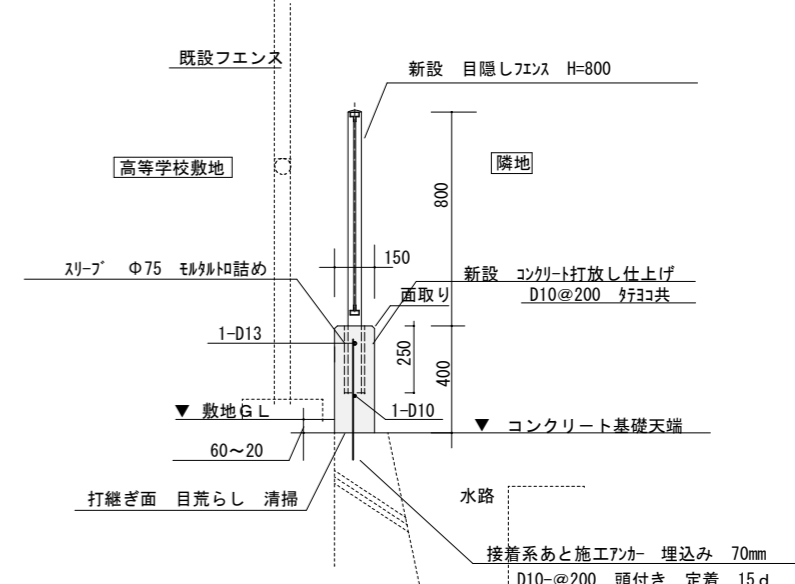 既設フエンス
新設 目隠しﾌｴﾝｽ H=800
高等学校敷地
隣地
800
150
ｽﾘｰﾌﾞ Φ75 ﾓﾙﾀﾙﾄﾛ詰め
新設 ｺﾝｸﾘｰﾄ打放し仕上げ
面取り
D10@200 ﾀﾃﾖｺ共
1-D13
250
400
▼ 敷地GL
1-D10
▼ コンクリート基礎天端
60～20
打継ぎ面 目荒らし 清掃
水路
接着系あと施工ｱﾝｶｰ 埋込み 70mm
D10-@200 頭付き 定着 15d